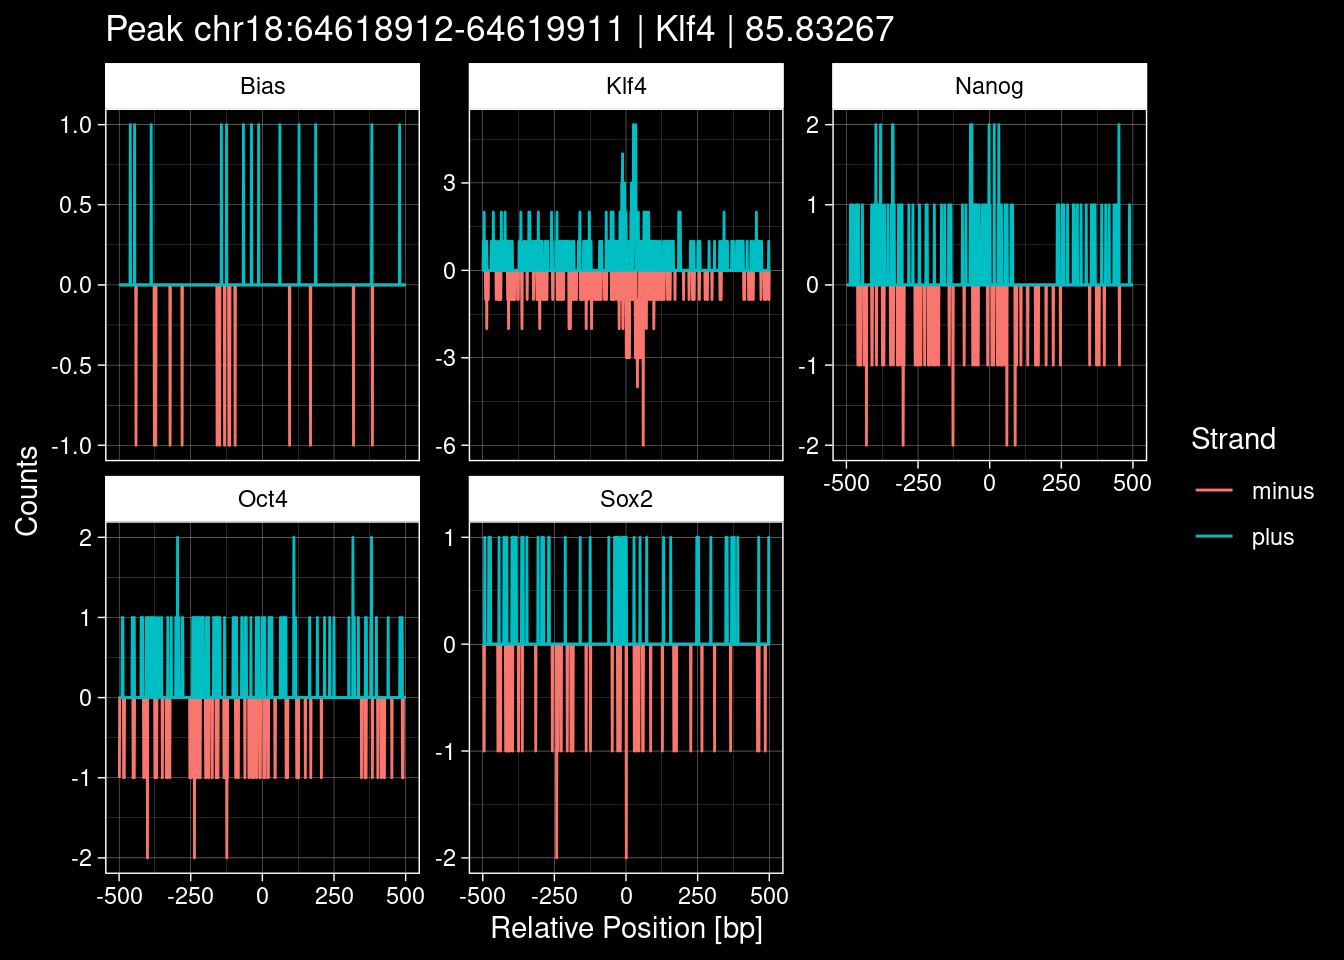 Peak chr18:64618912-64619911 | Klf4 | 85.83267
Bias
Klf4
Nanog
1.0
0.5
0.0
-0.5
-1.0
3
0
-3
-6
2
1
0
-1
-2
-500 -250 0 250 500
Oct4
Sox2
2
1
0
-1
-2
1
0
-1
-2
-500 -250 0 250 500
-500 -250 0 250 500
Counts
Relative Position [bp]
Strand
minus
plus